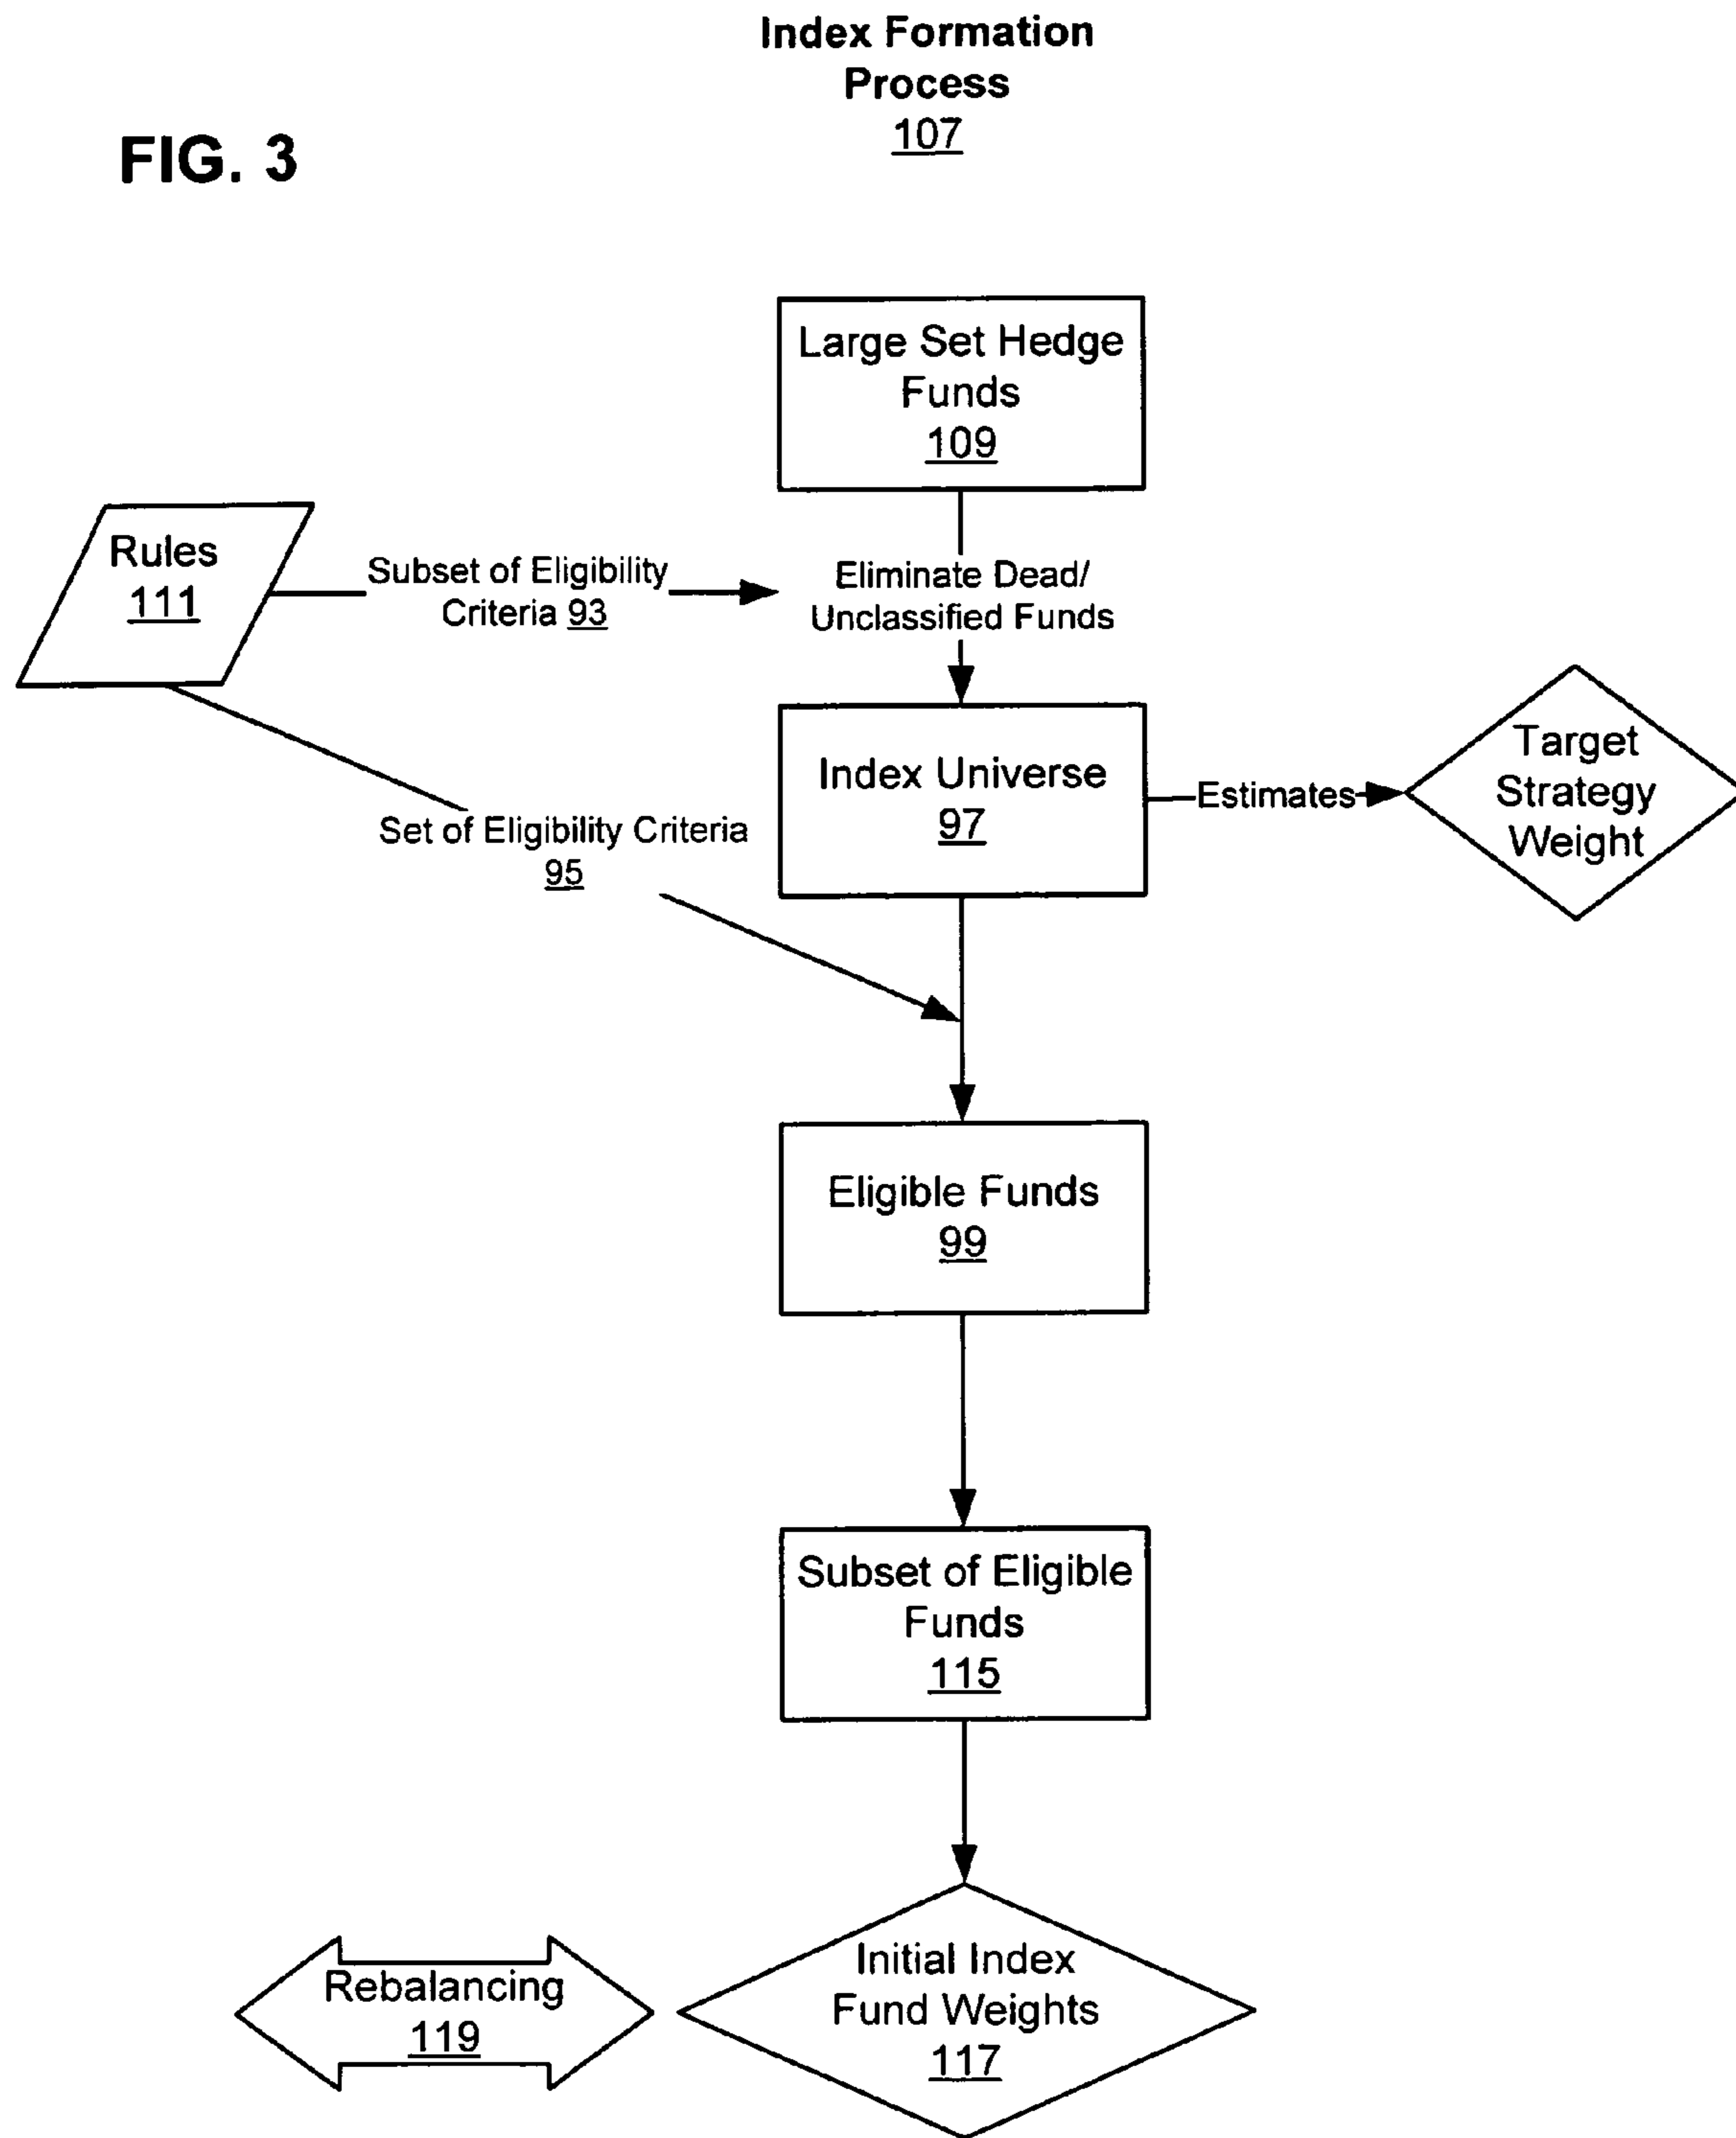 Index Formation
Process
107
FIG. 3
Large Set Hedge
Funds
109
Rules
111
Subset of Eligibility
Criteria 93
Eliminate Dead/
Unclassified Funds
Index Universe
97
Estimates
Target
Strategy
Weight
Set of Eligibility Criteria
95
Eligible Funds
99
Subset of Eligible
Funds
115
Initial Index
Fund Weights
117
Rebalancing
119